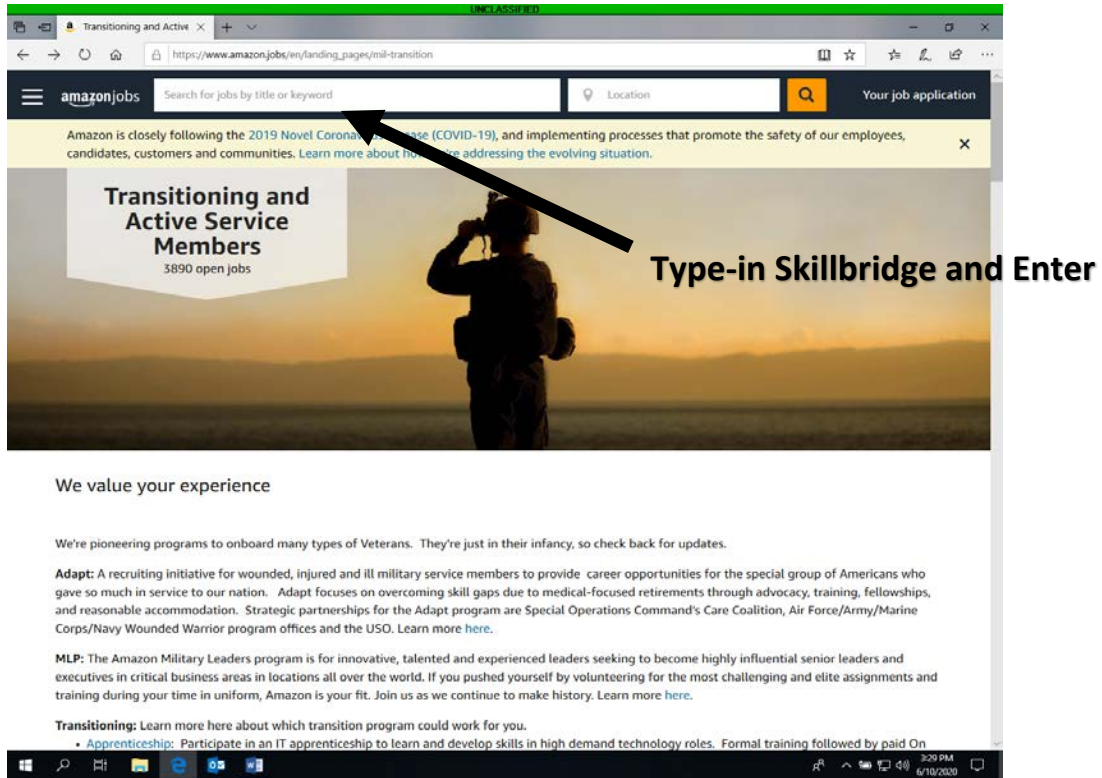 UNCLASSIFIED
Transitioning and Active
https://www.amazon.jobs/en/landing_pages/mil-transition
amazonjobs Search for jobs by title or keyword Location Your job application
Amazon is closely following the 2019 Novel (COVID-19), and implementing processes that promote the safety of our employees,
candidates, customers and communities. Learn more about addressing the evolving situation.
Transitioning and
Active Service
Members
3890 open jobs
Type-in Skillbridge and Enter
We value your experience
We're pioneering programs to onboard many types of Veterans. They're just in their infancy, so check back for updates.
Adapt: A recruiting initiative for wounded, injured and ill military service members to provide career opportunities for the special group of Americans who
gave so much in service to our nation. Adapt focuses on overcoming skill gaps due to medical-focused retirements through advocacy, training, fellowships,
and reasonable accommodation. Strategic partnerships for the Adapt program are Special Operations Command's Care Coalition, Air Force/Army/Marine
Corps/Navy Wounded Warrior program offices and the USO. Learn more here.
MLP: The Amazon Military Leaders program is for innovative, talented and experienced leaders seeking to become highly influential senior leaders and
executives in critical business areas in locations all over the world. If you pushed yourself by volunteering for the most challenging and elite assignments and
training during your time in uniform, Amazon is your fit. Join us as we continue to make history. Learn more here.
Transitioning: Learn more here about which transition program could work for you.
• Apprenticeship: Participate in an IT apprenticeship to learn and develop skills in high demand technology roles. Formal training followed by paid On
3:29 PM
6/10/2020